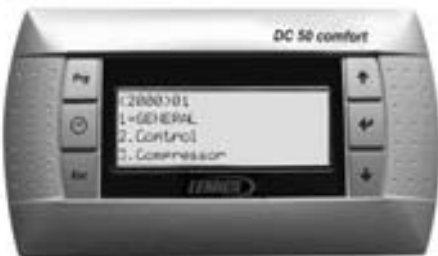 DC 50 comfort
Prg
(2000)01
1=GENERAL
2.Control
Esc
3.Compressor
LENNOX